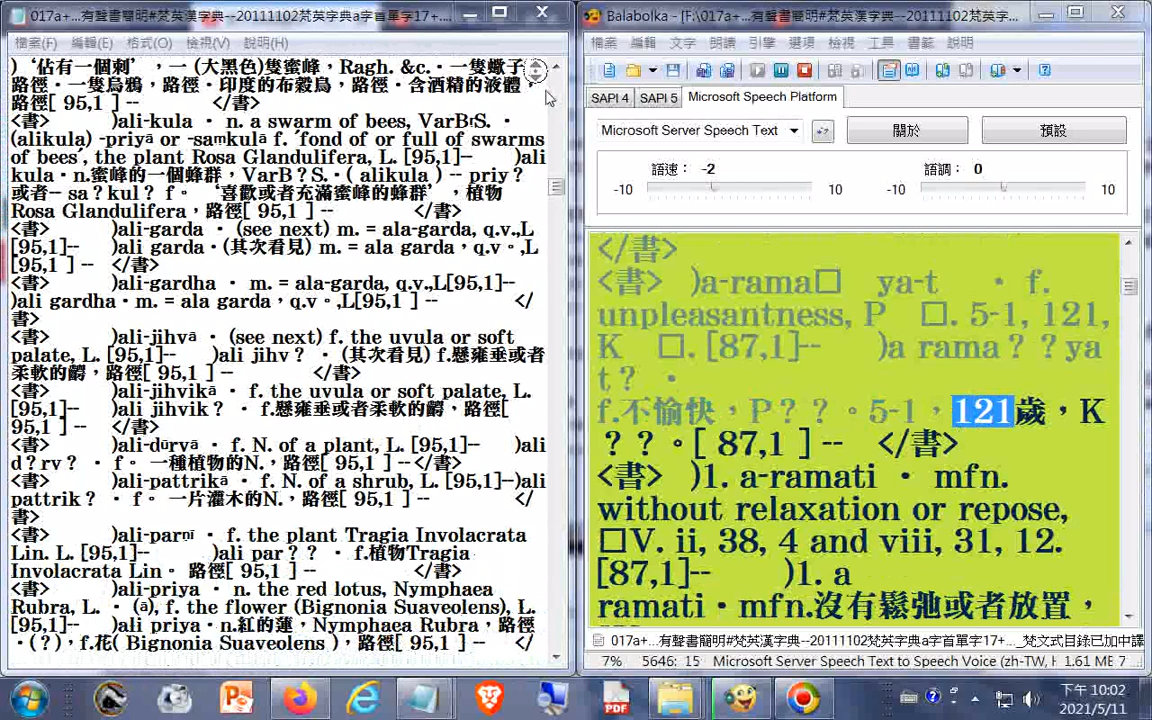 017a+...有聲書簡明#梵英漢字典--20111102梵英字典a字首單字17+...
檔案(F) 編輯(E) 格式(O) 檢視(V) 說明(H)
)‘佔有一個刺’，一 (大黑色)隻蜜蜂，Ragh. &c.‧一隻蠍子
路徑‧一隻烏鴉，路徑‧印度的布穀鳥，路徑‧含酒精的液體，
路徑[ 95,1 ] -- </書>
<書> )ali-kula ‧ n. a swarm of bees, VarBrS. ‧
(alikula) -priyā or -saṃkulā f. ‘fond of or full of swarms
of bees’, the plant Rosa Glandulifera, L. [95,1]-- )ali
kula‧n.蜜蜂的一個蜂群，VarB？S.‧( alikula ) -- priy？
或者-- sa？kul？ f。‘喜歡或者充滿蜜蜂的蜂群’，植物
Rosa Glandulifera，路徑[ 95,1 ] -- </書>
<書> )ali-garda ‧ (see next) m. = ala-garda, q.v.,L
[95,1]-- )ali garda‧(其次看見) m. = ala garda，q.v。,L
[95,1 ] -- </書>
<書> )ali-gardha ‧ m. = ala-garda, q.v.,L[95,1]--
)ali gardha‧m. = ala garda，q.v。,L[95,1 ] -- </
書>
<書> )ali-jihvā ‧ (see next) f. the uvula or soft
palate, L. [95,1]-- )ali jihv？‧(其次看見) f.懸雍垂或者
柔軟的齶，路徑[ 95,1 ] -- </書>
<書> )ali-jihvikā ‧ f. the uvula or soft palate, L.
[95,1]-- )ali jihvik？‧ f.懸雍垂或者柔軟的齶，路徑[
95,1 ] -- </書>
<書> )ali-dūrvā ‧ f. N. of a plant, L. [95,1]-- )ali
d？rv？‧f。一種植物的N.，路徑[ 95,1 ] -- </書>
<書> )ali-pattrikā ‧ f. N. of a shrub, L. [95,1]--)ali
pattrik？‧f。一片灌木的N.，路徑[ 95,1 ] -- </
書>
<書> )ali-parṇī ‧ f. the plant Tragia Involacrata
Lin. L. [95,1]-- )ali par？？‧ f.植物Tragia
Involacrata Lin。路徑[ 95,1 ] -- </書>
<書> )ali-priya ‧ n. the red lotus, Nymphaea
Rubra, L. ‧ (ā), f. the flower (Bignonia Suaveolens), L.
[95,1]-- )ali priya‧n.紅的蓮，Nymphaea Rubra，路徑
‧(？)，f.花( Bignonia Suaveolens )，路徑[ 95,1 ] -- </
Balabolka - [F:\017a+...有聲書簡明#梵英漢字典--20111102梵英字...
檔案 編輯 文字 朗讀 引擎 選項 檢視 工具 書籤 說明
SAPI 4 SAPI 5 Microsoft Speech Platform
Microsoft Server Speech Text 關於 預設
語速： -2 語調： 0
-10 10 -10 10
</書>
<書> )a-rama□ ya-t ‧ f.
unpleasantness, P □. 5-1, 121,
K □. [87,1]-- )a rama？？ya
t？ ‧
f.不愉快，P？？。5-1，121歲，K
？？。[ 87,1 ] -- </書>
<書> )1. a-ramati ‧ mfn.
without relaxation or repose,
□V. ii, 38, 4 and viii, 31, 12.
[87,1]-- )1. a
ramati‧mfn.沒有鬆弛或者放置，
017a+...有聲書簡明#梵英漢字典--20111102梵英字典a字首單字17+..._梵文式目錄已加中譯
7% 5646: 15 Microsoft Server Speech Text to Speech Voice (zh-TW, H 1.61 MB 7
下午 10:02
2021/5/11